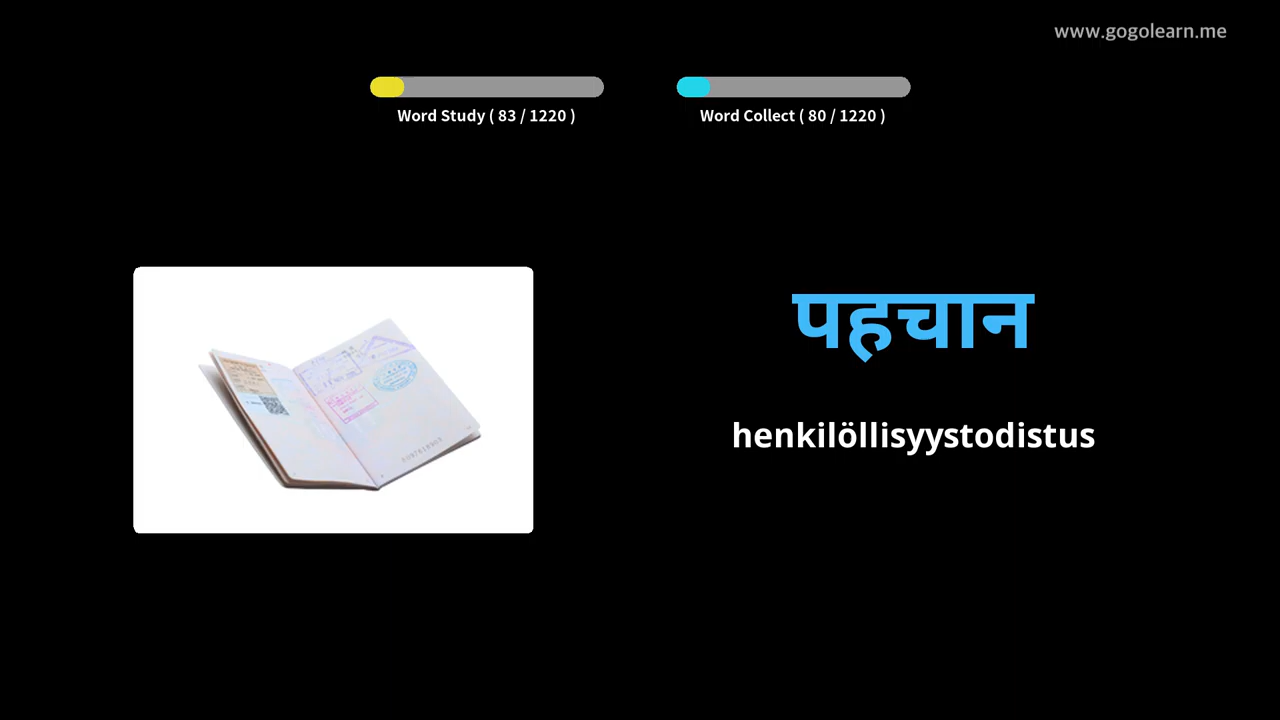 www.gogolearn.me
Word Study ( 83 / 1220 )
Word Collect ( 80 / 1220 )
पहचान
henkilöllisyystodistus